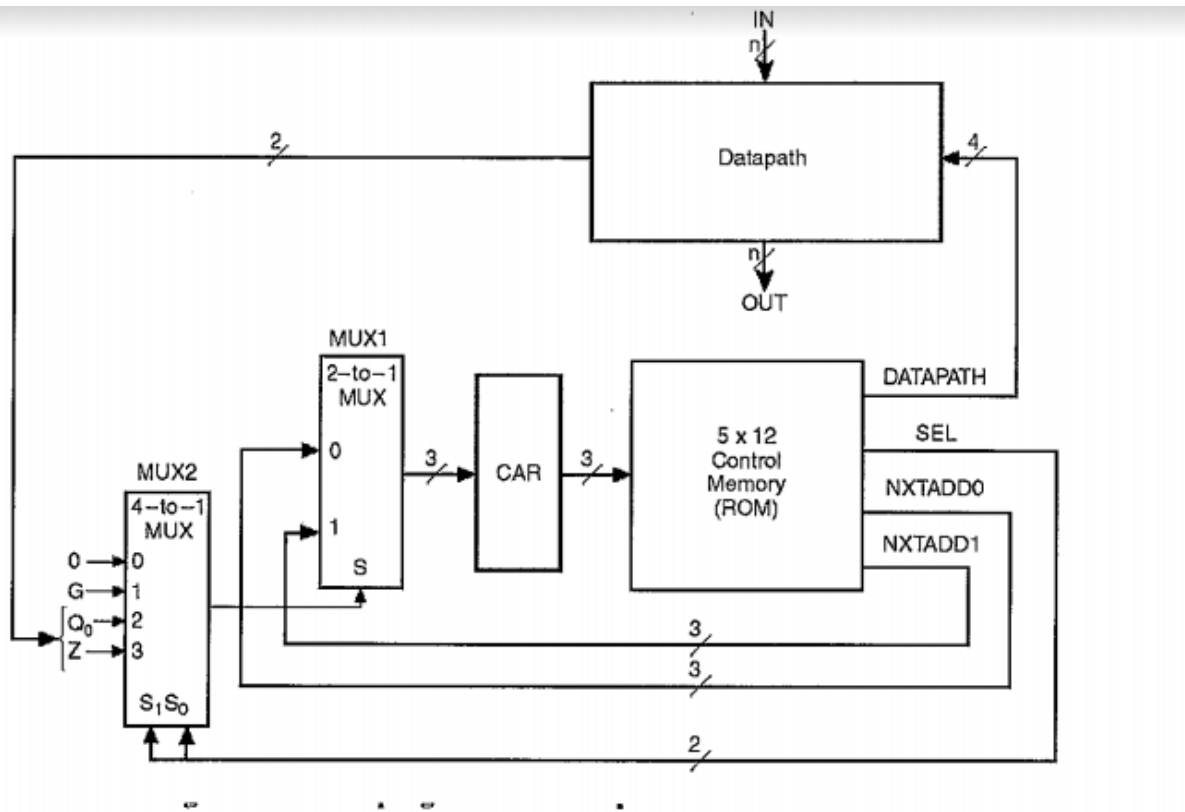 IN
n
Datapath
2
4
n
OUT
MUX1
2-to-1
MUX
0
1
S
3
CAR
3
5 x 12
Control
Memory
(ROM)
DATAPATH
SEL
NXTADD0
NXTADD1
MUX2
4-to-1
MUX
0 0
G 1
Q₀ 2
Z 3
S₁S₀
3
3
2